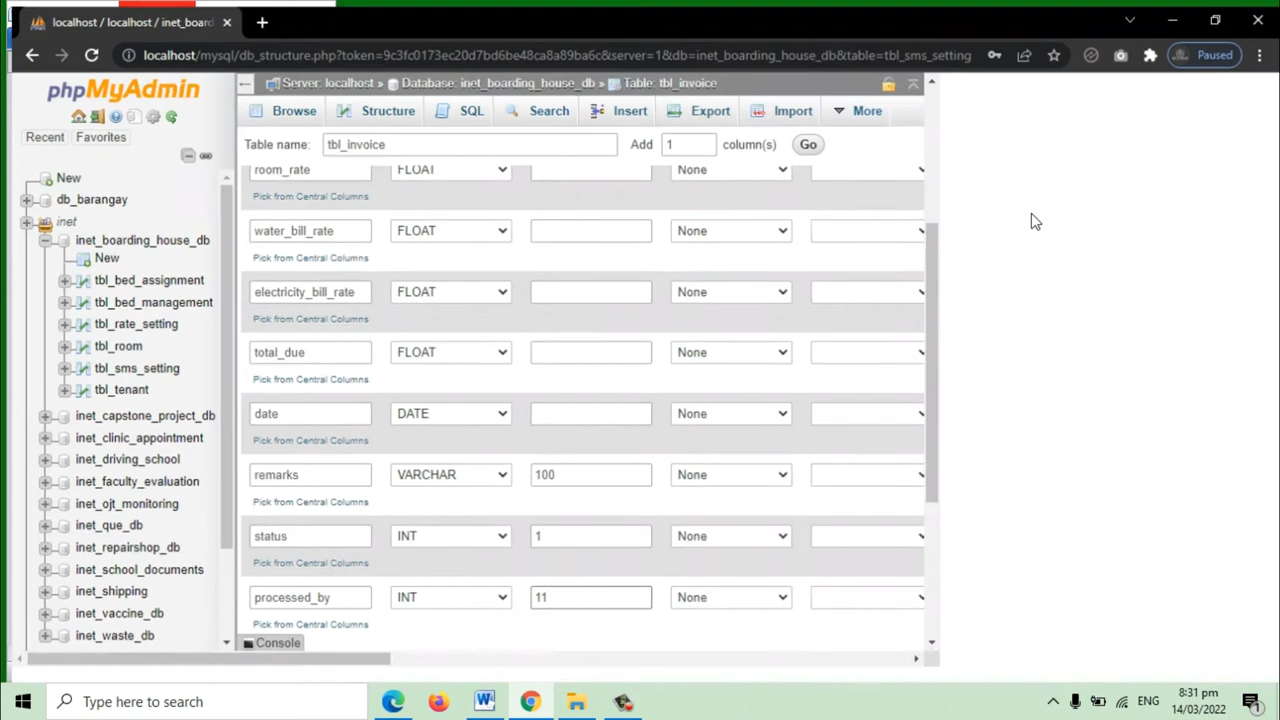 localhost / localhost / inet_board
localhost/mysql/db_structure.php?token=9c3fc0173ec20d7bd6be48ca8a89ba6c&server=1&db=inet_boarding_house_db&table=tbl_sms_setting
Paused
phpMyAdmin
Server: localhost » Database: inet_boarding_house_db » Table: tbl_invoice
Browse Structure SQL Search Insert Export Import More
Recent Favorites
Table name: tbl_invoice Add 1 column(s) Go
New
db_barangay
inet
inet_boarding_house_db
New
tbl_bed_assignment
tbl_bed_management
tbl_rate_setting
tbl_room
tbl_sms_setting
tbl_tenant
inet_capstone_project_db
inet_clinic_appointment
inet_driving_school
inet_faculty_evaluation
inet_ojt_monitoring
inet_que_db
inet_repairshop_db
inet_school_documents
inet_shipping
inet_vaccine_db
inet_waste_db
room_rate FLOAT None
Pick from Central Columns
water_bill_rate FLOAT None
Pick from Central Columns
electricity_bill_rate FLOAT None
Pick from Central Columns
total_due FLOAT None
Pick from Central Columns
date DATE None
Pick from Central Columns
remarks VARCHAR 100 None
Pick from Central Columns
status INT 1 None
Pick from Central Columns
processed_by INT 11 None
Pick from Central Columns
Console
Type here to search
ENG
8:31 pm
14/03/2022
1